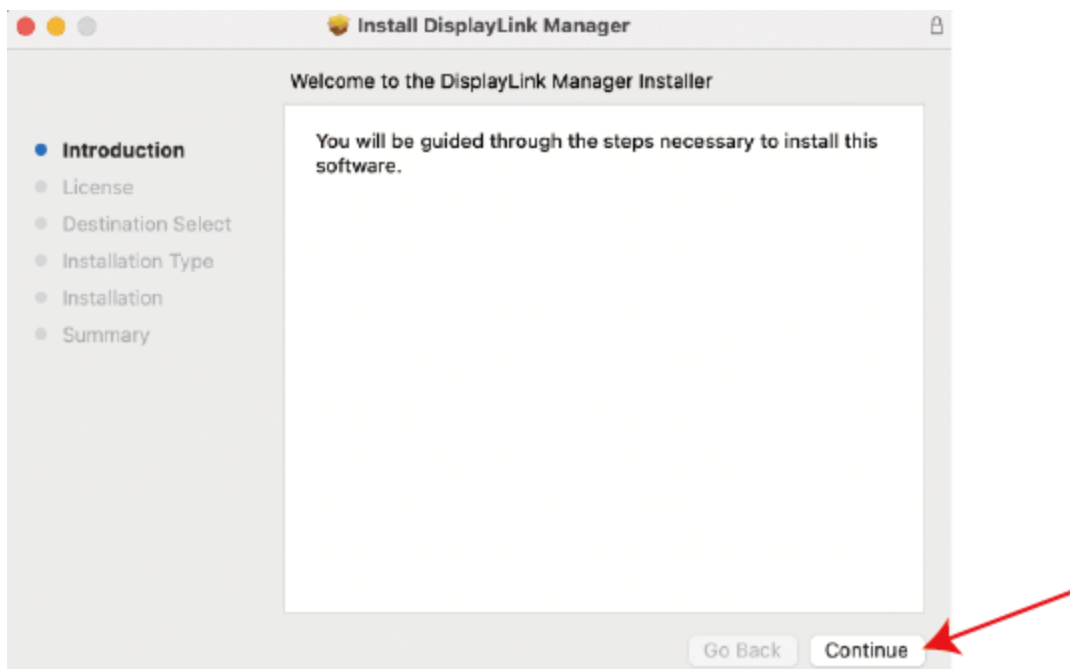 Install DisplayLink Manager
Welcome to the DisplayLink Manager Installer
Introduction
License
Destination Select
Installation Type
Installation
Summary
You will be guided through the steps necessary to install this
software.
Go Back
Continue